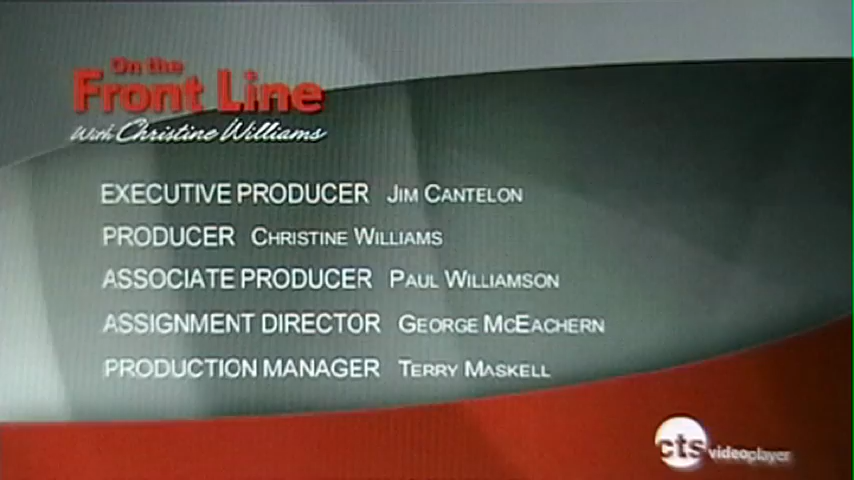 On the
Front Line
With Christine Williams
EXECUTIVE PRODUCER JIM CANTELON
PRODUCER CHRISTINE WILLIAMS
ASSOCIATE PRODUCER PAUL WILLIAMSON
ASSIGNMENT DIRECTOR GEORGE MCEACHERN
PRODUCTION MANAGER TERRY MASKELL
cts videoplayer